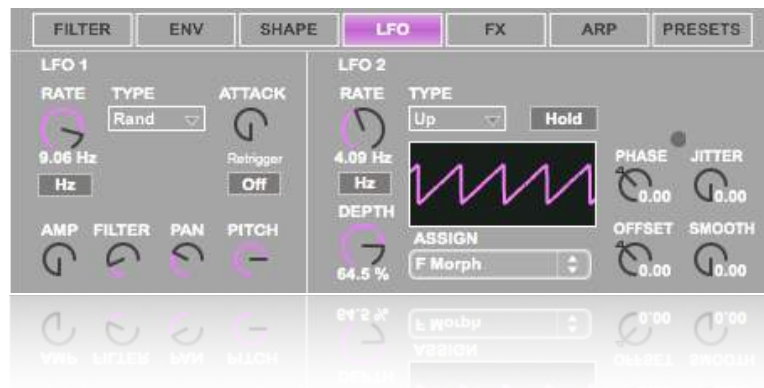 FILTER ENV SHAPE LFO FX ARP PRESETS
LFO 1
RATE TYPE ATTACK
Rand
9.06 Hz
Retrigger
Hz
Off
AMP FILTER PAN PITCH
LFO 2
RATE TYPE
Up
Hold
4.09 Hz
Hz
DEPTH
64.5 %
ASSIGN
F Morph
PHASE JITTER
0.00 0.00
OFFSET SMOOTH
0.00 0.00